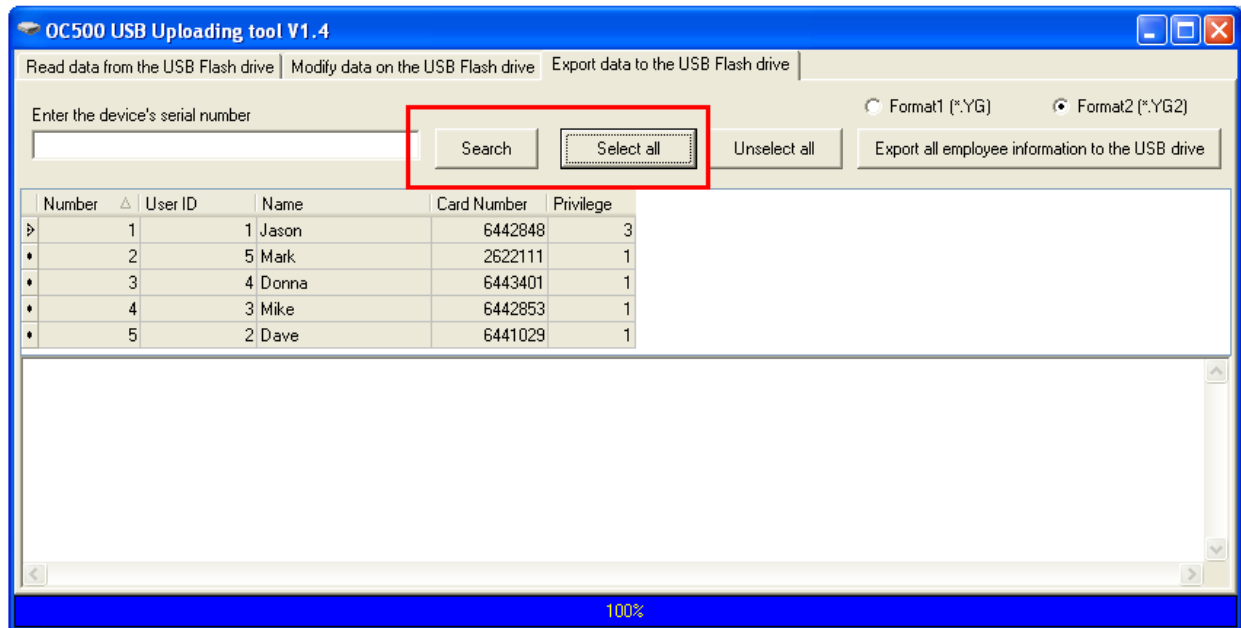 OC500 USB Uploading tool V1.4
Read data from the USB Flash drive Modify data on the USB Flash drive Export data to the USB Flash drive
Format1 (*.YG) Format2 (*.YG2)
Enter the device's serial number
Search Select all Unselect all Export all employee information to the USB drive
Number User ID Name Card Number Privilege
1 1 Jason 6442848 3
2 5 Mark 2622111 1
3 4 Donna 6443401 1
4 3 Mike 6442853 1
5 2 Dave 6441029 1
100%